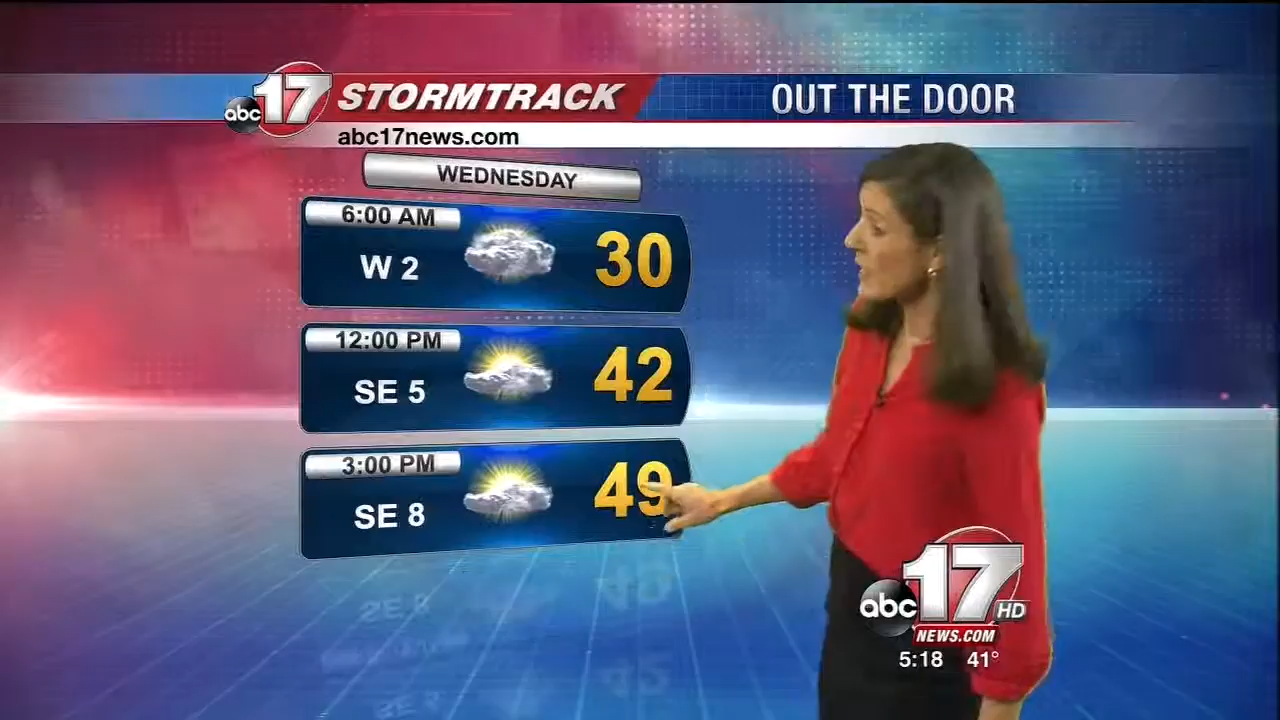 abc 17 STORMTRACK
OUT THE DOOR
abc17news.com
WEDNESDAY
6:00 AM
W 2
30
12:00 PM
SE 5
42
3:00 PM
SE 8
49
abc 17 HD
NEWS.COM
5:18 41°